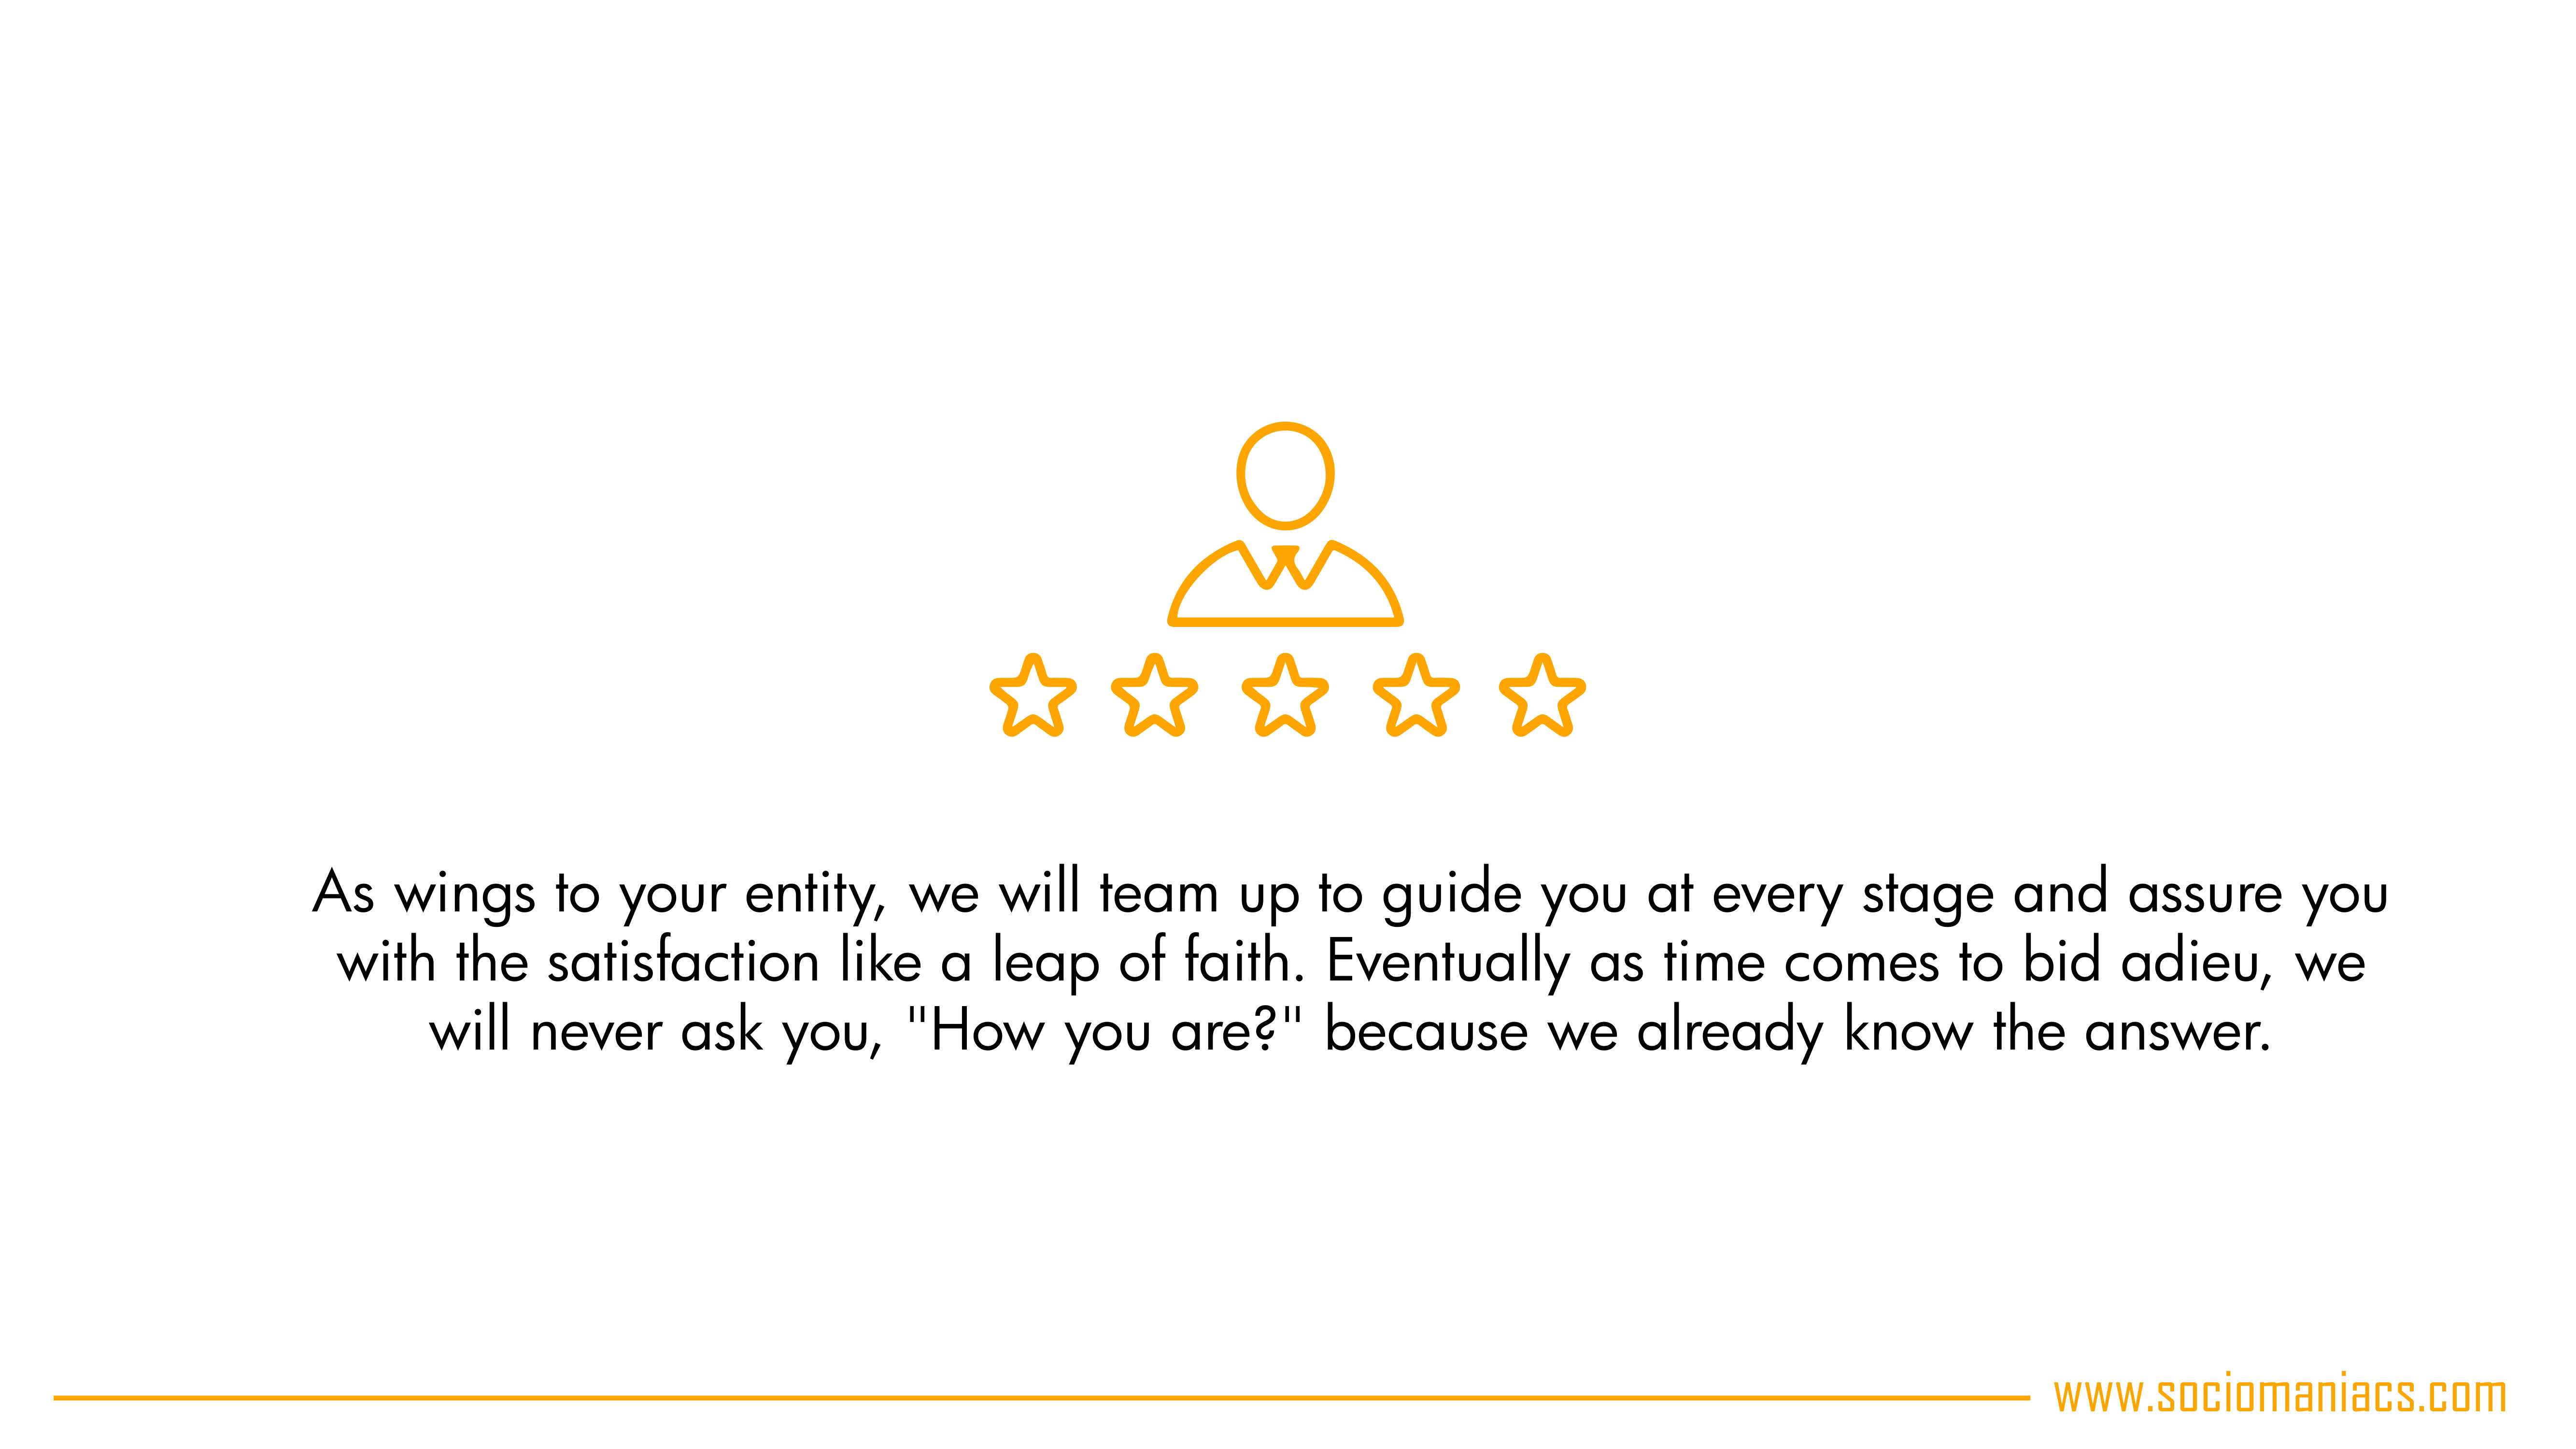 As wings to your entity, we will team up to guide you at every stage and assure you
with the satisfaction like a leap of faith. Eventually as time comes to bid adieu, we
will never ask you, "How you are?" because we already know the answer.
www.sociomaniacs.com